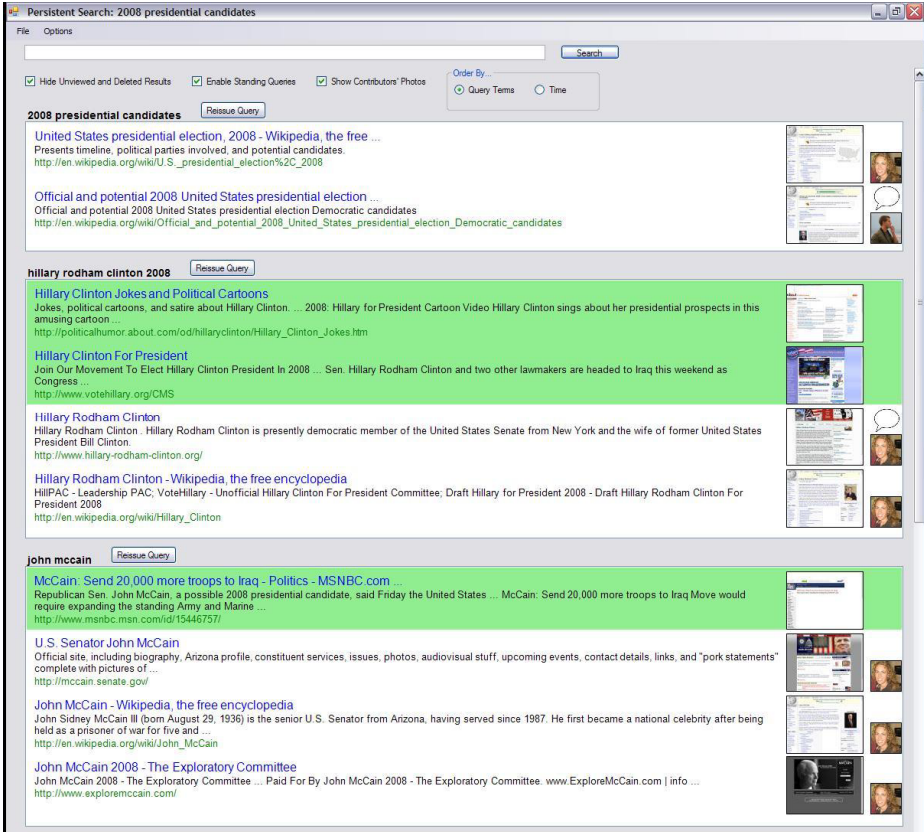 Persistent Search: 2008 presidential candidates
File Options
Search
Hide Unviewed and Deleted Results Enable Standing Queries Show Contributors' Photos
Order By...
Query Terms Time
2008 presidential candidates Reissue Query
United States presidential election, 2008 - Wikipedia, the free ...
Presents timeline, political parties involved, and potential candidates.
http://en.wikipedia.org/wiki/U.S._presidential_election%2C_2008
Official and potential 2008 United States presidential election ...
Official and potential 2008 United States presidential election Democratic candidates
http://en.wikipedia.org/wiki/Official_and_potential_2008_United_States_presidential_election_Democratic_candidates
hillary rodham clinton 2008 Reissue Query
Hillary Clinton Jokes and Political Cartoons
Jokes, political cartoons, and satire about Hillary Clinton. ... 2008: Hillary for President Cartoon Video Hillary Clinton sings about her presidential prospects in this
amusing cartoon ...
http://politicalhumor.about.com/od/hillaryclinton/Hillary_Clinton_Jokes.htm
Hillary Clinton For President
Join Our Movement To Elect Hillary Clinton President In 2008 ... Sen. Hillary Rodham Clinton and two other lawmakers are headed to Iraq this weekend as
Congress ...
http://www.votehillary.org/CMS
Hillary Rodham Clinton
Hillary Rodham Clinton . Hillary Rodham Clinton is presently democratic member of the United States Senate from New York and the wife of former United States
President Bill Clinton.
http://www.hillary-rodham-clinton.org/
Hillary Rodham Clinton - Wikipedia, the free encyclopedia
HillPAC - Leadership PAC; VoteHillary - Unofficial Hillary Clinton For President Committee; Draft Hillary for President 2008 - Draft Hillary Rodham Clinton For
President 2008
http://en.wikipedia.org/wiki/Hillary_Clinton
john mccain Reissue Query
McCain: Send 20,000 more troops to Iraq - Politics - MSNBC.com ...
Republican Sen. John McCain, a possible 2008 presidential candidate, said Friday the United States ... McCain: Send 20,000 more troops to Iraq Move would
require expanding the standing Army and Marine ...
http://www.msnbc.msn.com/id/15446757/
U.S. Senator John McCain
Official site, including biography, Arizona profile, constituent services, issues, photos, audiovisual stuff, upcoming events, contact details, links, and "pork statements"
complete with pictures of ...
http://mccain.senate.gov/
John McCain - Wikipedia, the free encyclopedia
John Sidney McCain III (born August 29, 1936) is the senior U.S. Senator from Arizona, having served since 1987. He first became a national celebrity after being
held as a prisoner of war for five and ...
http://en.wikipedia.org/wiki/John_McCain
John McCain 2008 - The Exploratory Committee
John McCain 2008 - The Exploratory Committee ... Paid For By John McCain 2008 - The Exploratory Committee. www.ExploreMcCain.com | info ...
http://www.exploremccain.com/